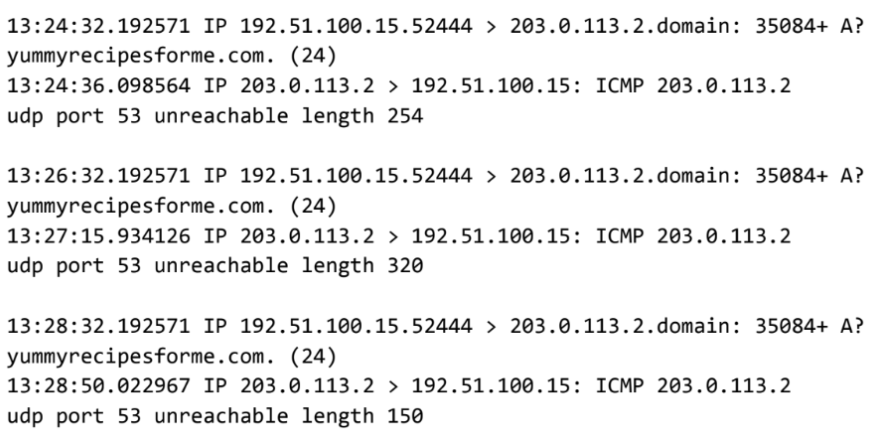 13:24:32.192571 IP 192.51.100.15.52444 > 203.0.113.2.domain: 35084+ A?
yummyrecipesforme.com. (24)
13:24:36.098564 IP 203.0.113.2 > 192.51.100.15: ICMP 203.0.113.2
udp port 53 unreachable length 254

13:26:32.192571 IP 192.51.100.15.52444 > 203.0.113.2.domain: 35084+ A?
yummyrecipesforme.com. (24)
13:27:15.934126 IP 203.0.113.2 > 192.51.100.15: ICMP 203.0.113.2
udp port 53 unreachable length 320

13:28:32.192571 IP 192.51.100.15.52444 > 203.0.113.2.domain: 35084+ A?
yummyrecipesforme.com. (24)
13:28:50.022967 IP 203.0.113.2 > 192.51.100.15: ICMP 203.0.113.2
udp port 53 unreachable length 150